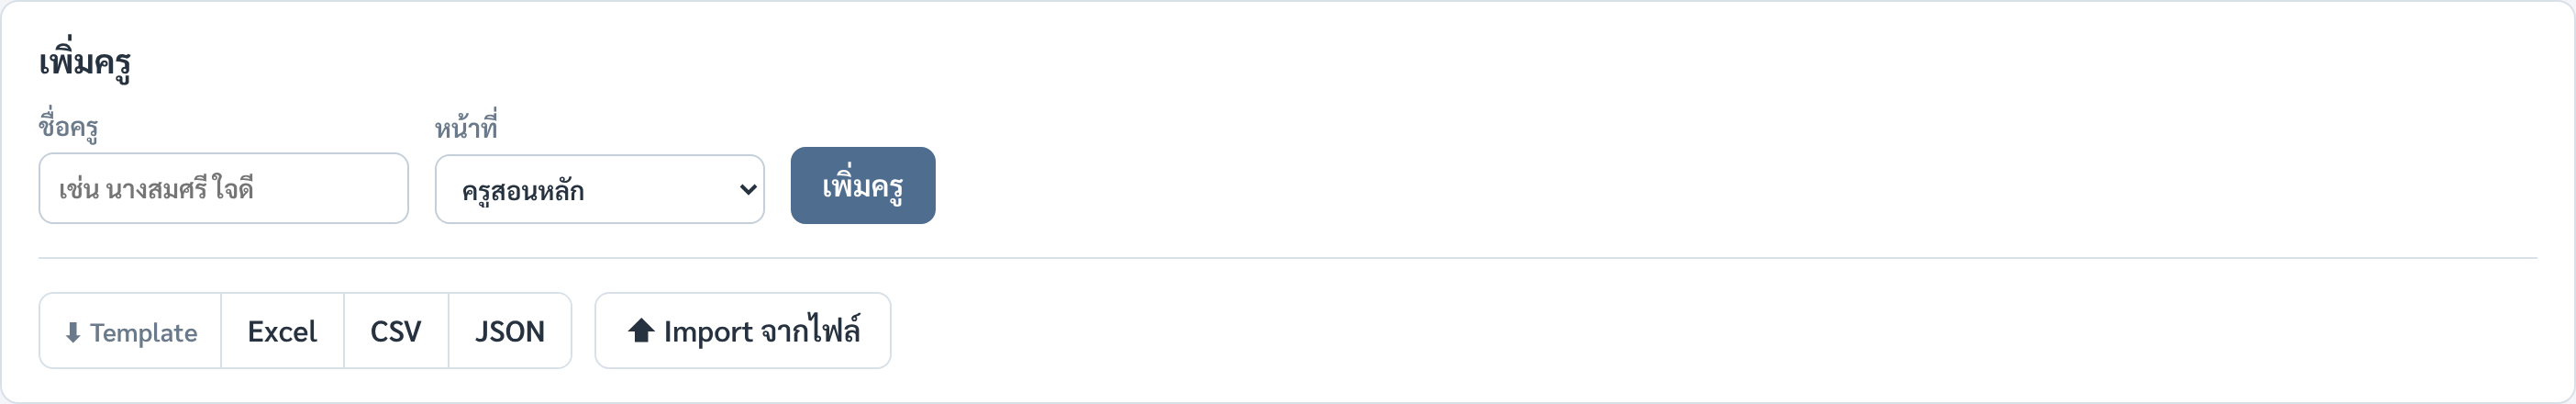 เพิ่มครู
ชื่อครู
หน้าที่
เช่น นางสมศรี ใจดี
ครูสอนหลัก
เพิ่มครู
⬇ Template
Excel
CSV
JSON
⬆ Import จากไฟล์